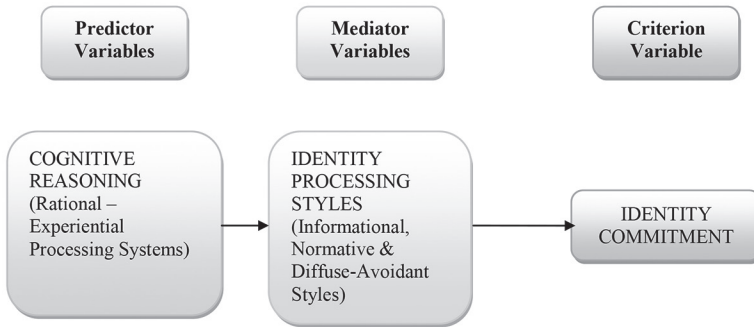 Predictor
Variables
Mediator
Variables
Criterion
Variable
COGNITIVE
REASONING
(Rational –
Experiential
Processing Systems)
IDENTITY
PROCESSING
STYLES
(Informational,
Normative &
Diffuse-Avoidant
Styles)
IDENTITY
COMMITMENT